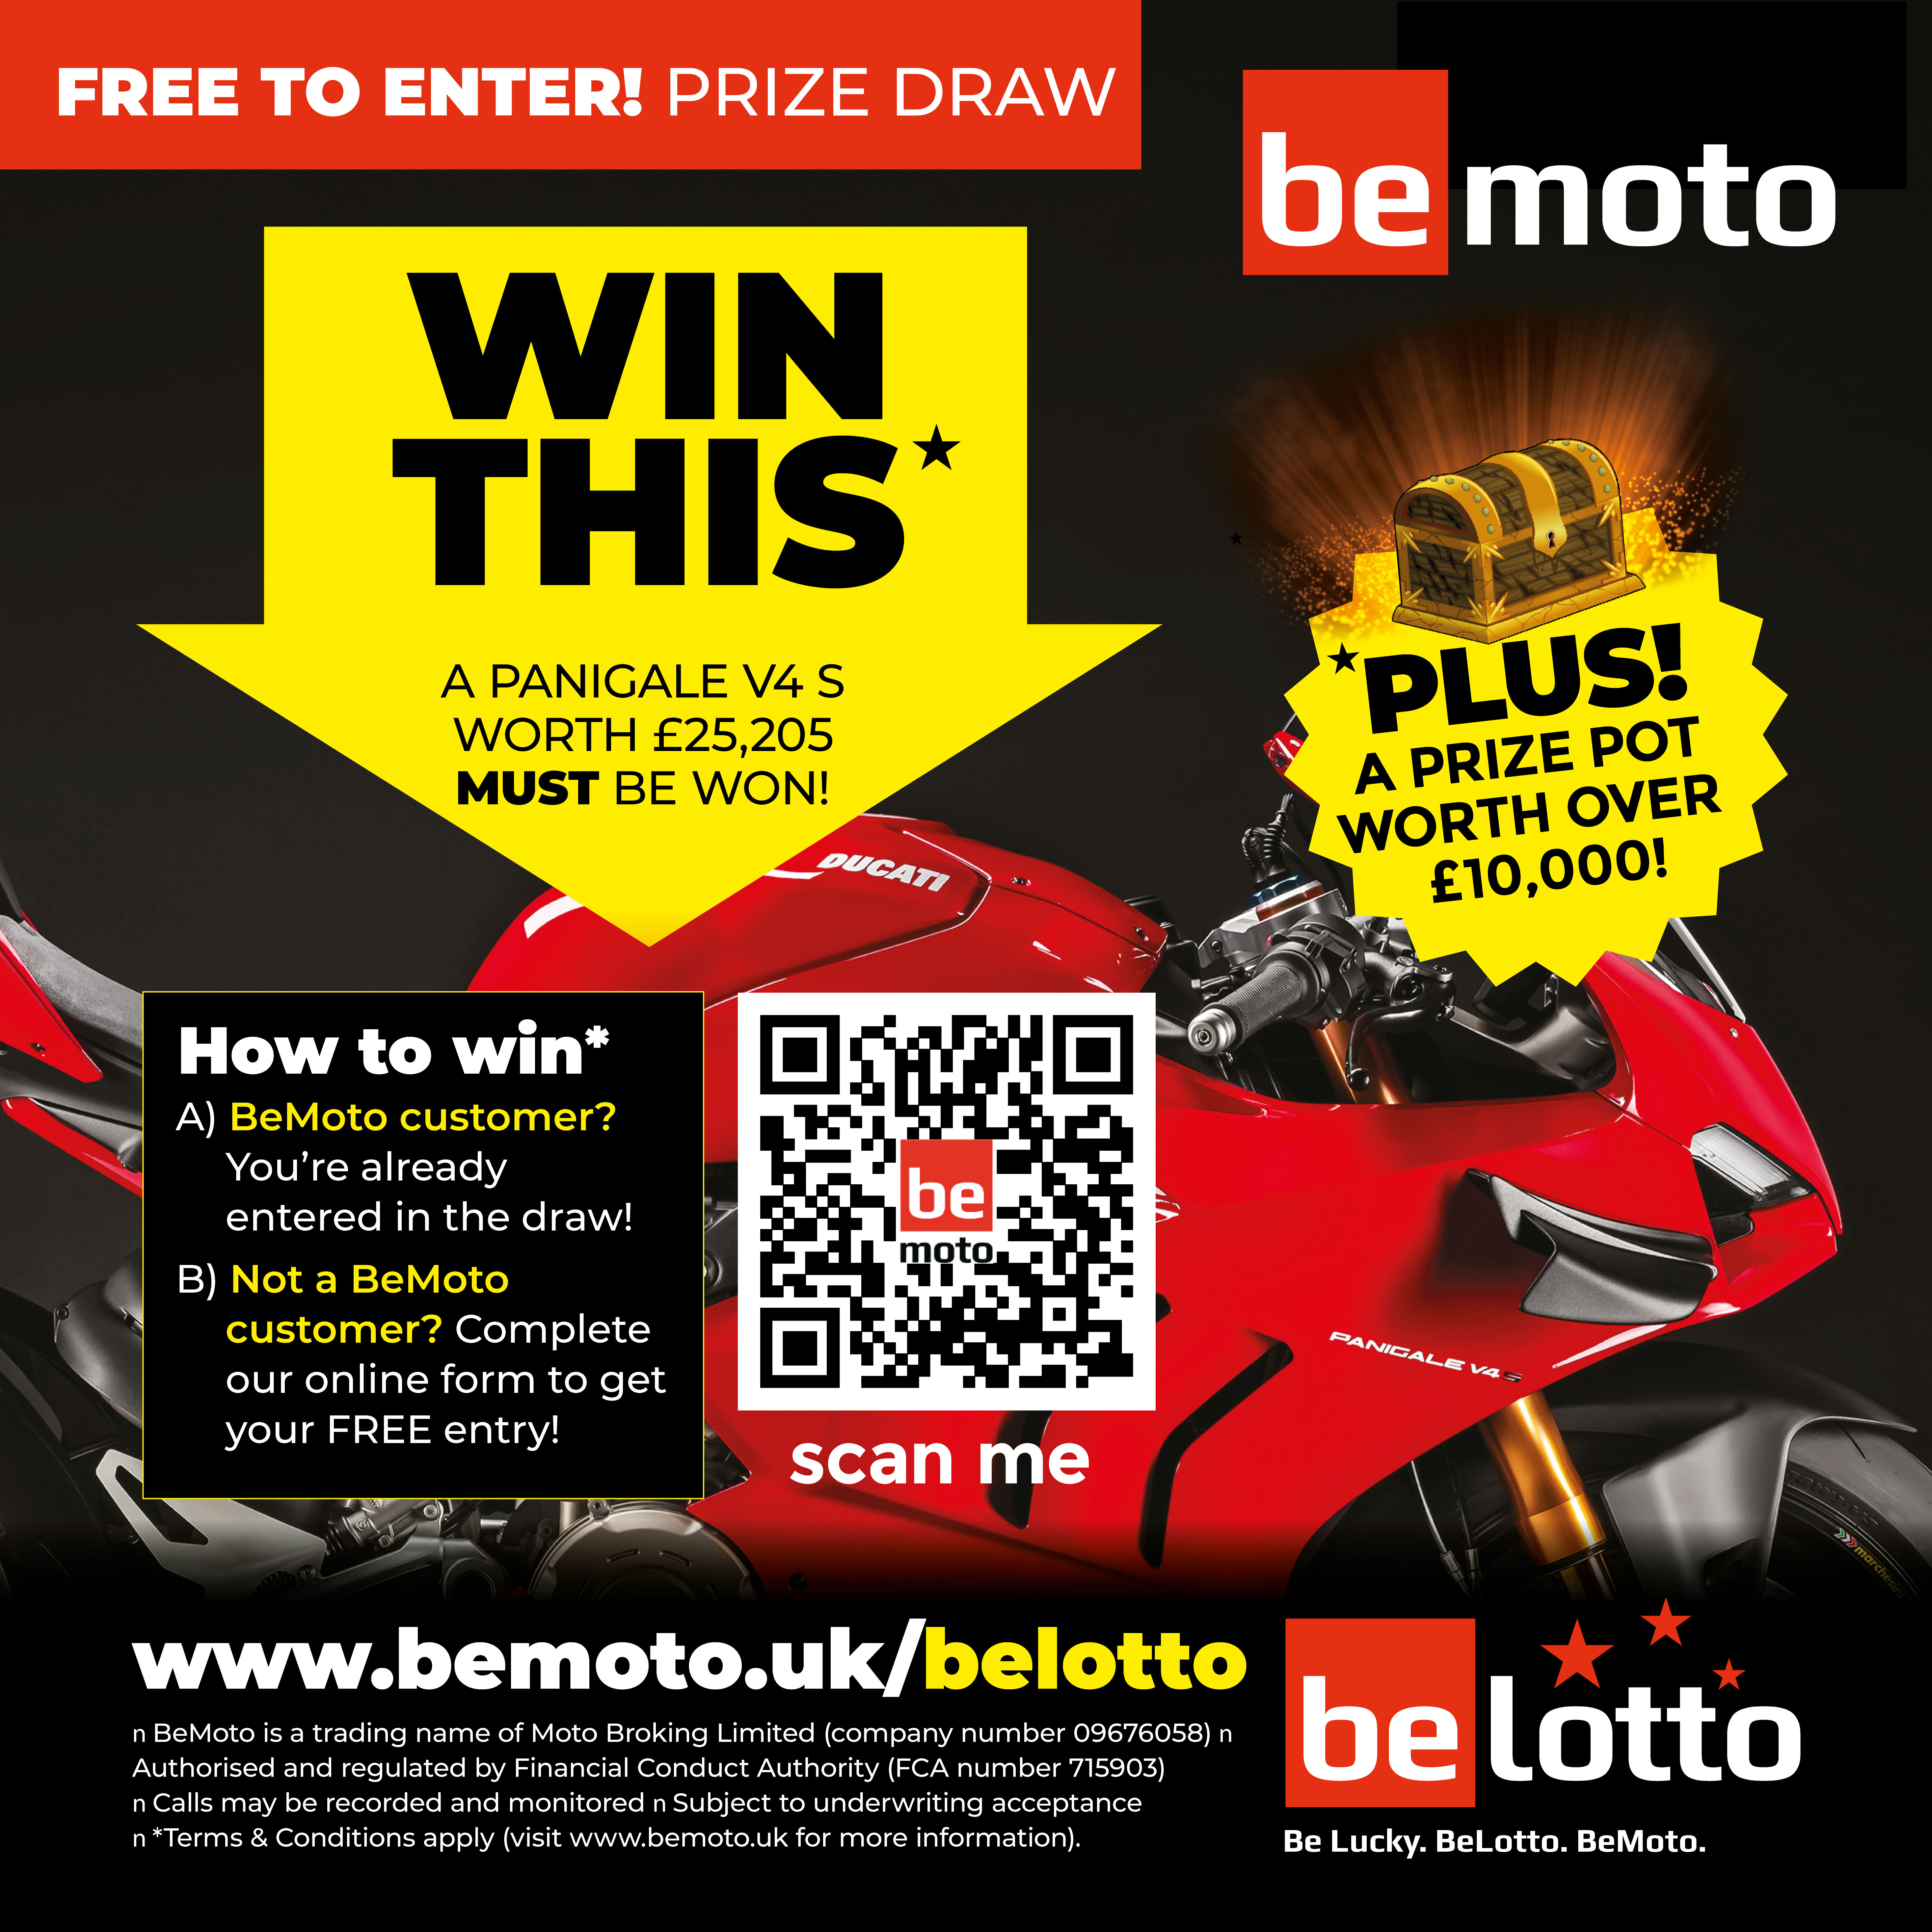 FREE TO ENTER! PRIZE DRAW
be moto
WIN
THIS★
A PANIGALE V4 S
WORTH £25,205
MUST BE WON!
★PLUS!
A PRIZE POT
WORTH OVER
£10,000!
DUCATI
How to win*
A) BeMoto customer?
You’re already
entered in the draw!
B) Not a BeMoto
customer? Complete
our online form to get
your FREE entry!
be
moto
scan me
PANIGALE V4 S
marchesini
www.bemoto.uk/belotto
n BeMoto is a trading name of Moto Broking Limited (company number 09676058) n
Authorised and regulated by Financial Conduct Authority (FCA number 715903)
n Calls may be recorded and monitored n Subject to underwriting acceptance
n *Terms & Conditions apply (visit www.bemoto.uk for more information).
be lotto
Be Lucky. BeLotto. BeMoto.